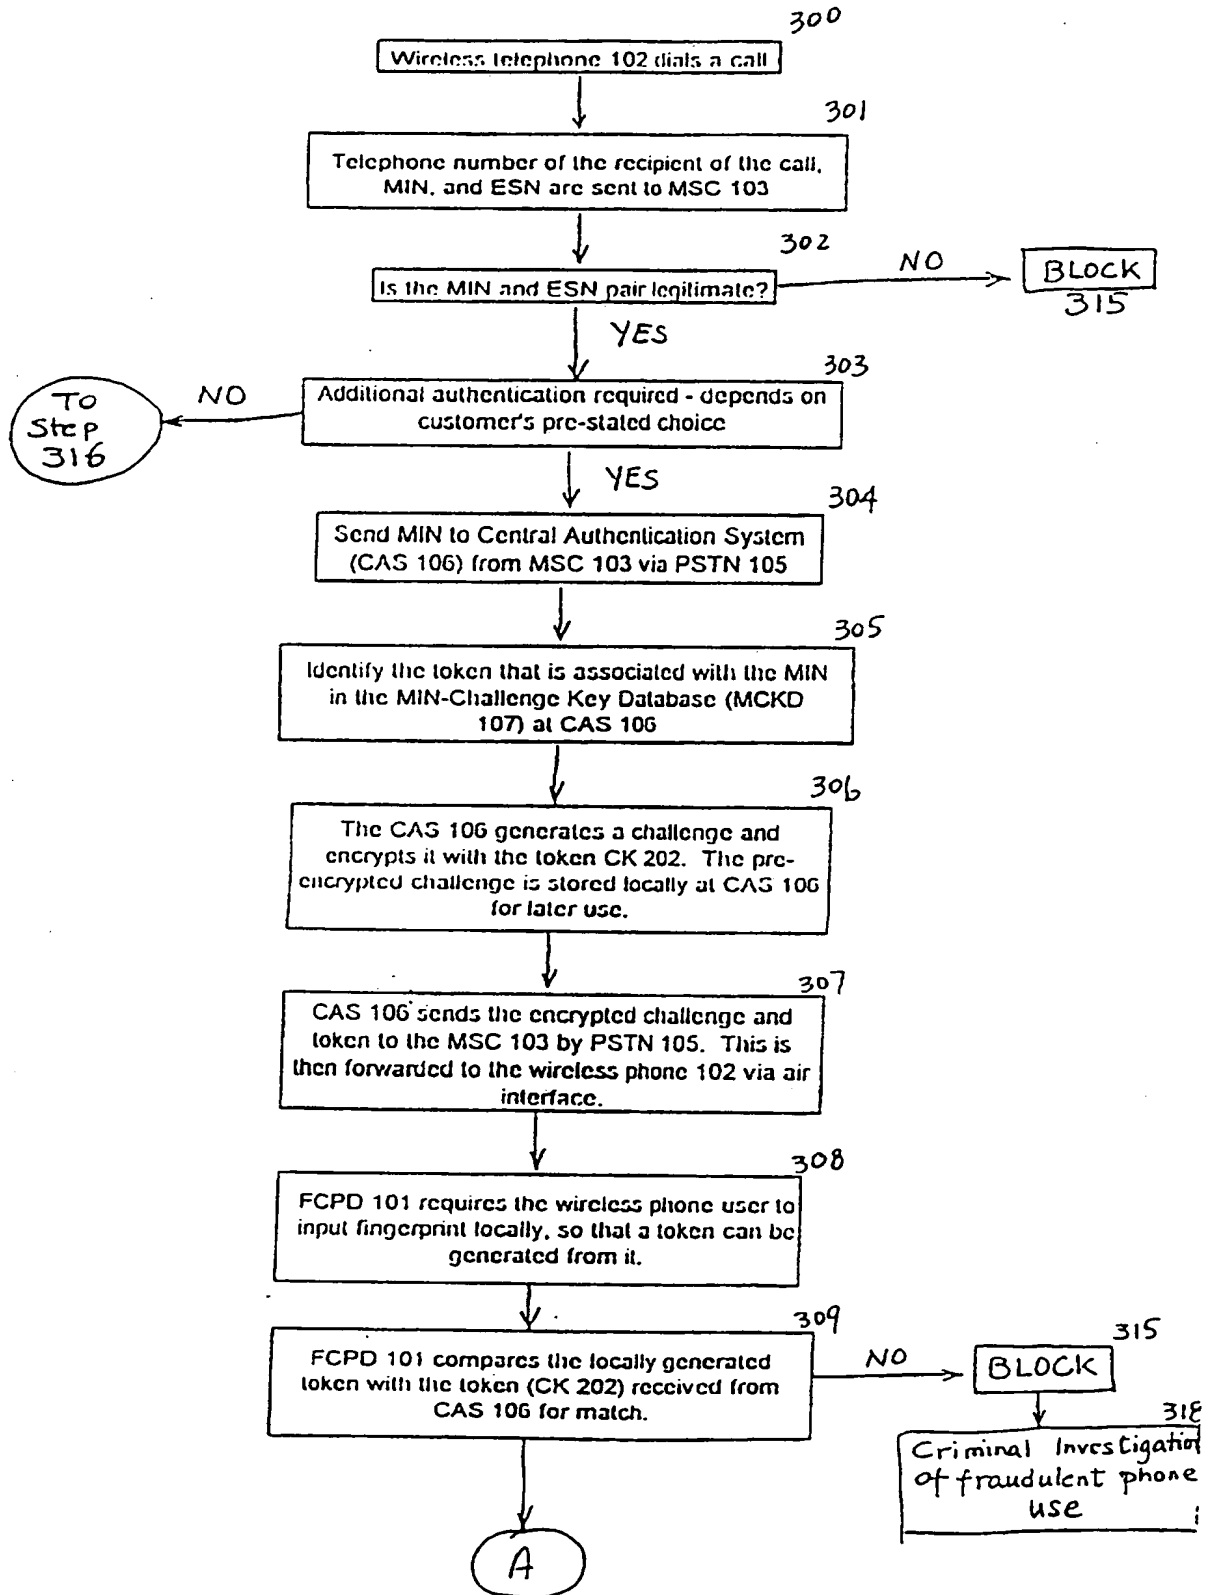 300
Wireless telephone 102 dials a call
301
Telephone number of the recipient of the call,
MIN, and ESN are sent to MSC 103
302
Is the MIN and ESN pair legitimate?
NO
BLOCK
315
YES
303
Additional authentication required - depends on
customer's pre-stated choice
NO
TO
Step
316
YES
304
Send MIN to Central Authentication System
(CAS 106) from MSC 103 via PSTN 105
305
Identify the token that is associated with the MIN
in the MIN-Challenge Key Database (MCKD
107) at CAS 106
306
The CAS 106 generates a challenge and
encrypts it with the token CK 202. The pre-
encrypted challenge is stored locally at CAS 106
for later use.
307
CAS 106 sends the encrypted challenge and
token to the MSC 103 by PSTN 105. This is
then forwarded to the wireless phone 102 via air
interface.
308
FCPD 101 requires the wireless phone user to
input fingerprint locally, so that a token can be
generated from it.
309
FCPD 101 compares the locally generated
token with the token (CK 202) received from
CAS 106 for match.
NO
315
BLOCK
Criminal Investigation
of fraudulent phone
use
A